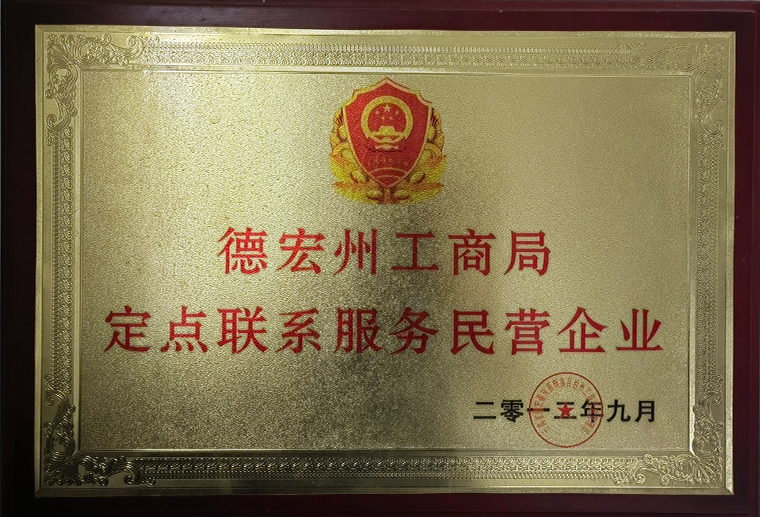 德宏州工商局
定点联系服务民营企业
二零一五年九月